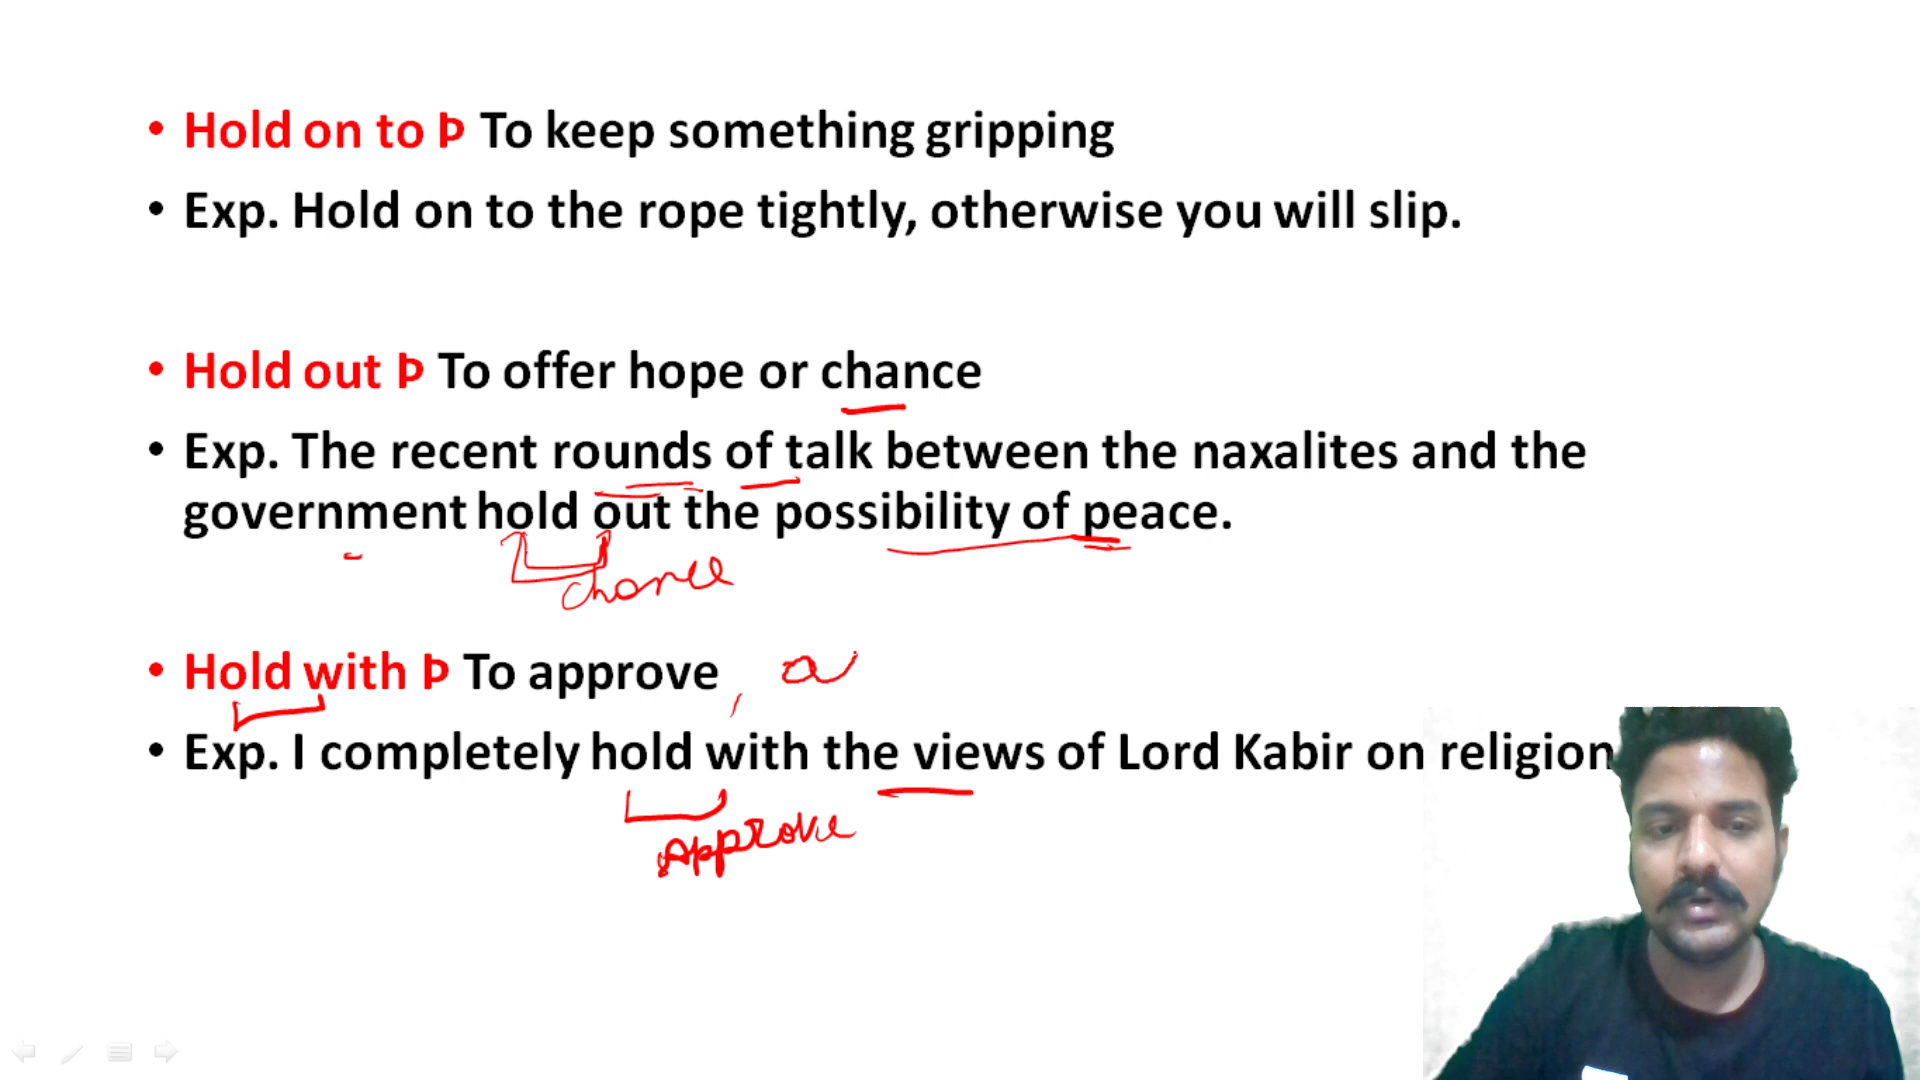 • Hold on to Þ To keep something gripping
• Exp. Hold on to the rope tightly, otherwise you will slip.
• Hold out Þ To offer hope or chance
• Exp. The recent rounds of talk between the naxalites and the
government hold out the possibility of peace.
chance
• Hold with Þ To approve , a
• Exp. I completely hold with the views of Lord Kabir on religion
Approve